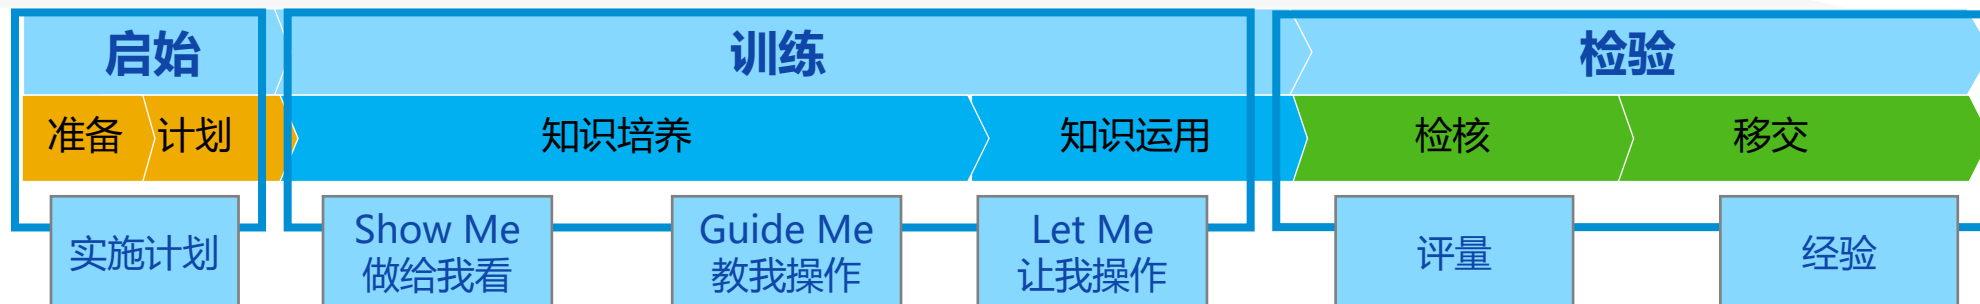 启始
训练
检验
准备
计划
知识培养
知识运用
检核
移交
实施计划
Show Me
做给我看
Guide Me
教我操作
Let Me
让我操作
评量
经验